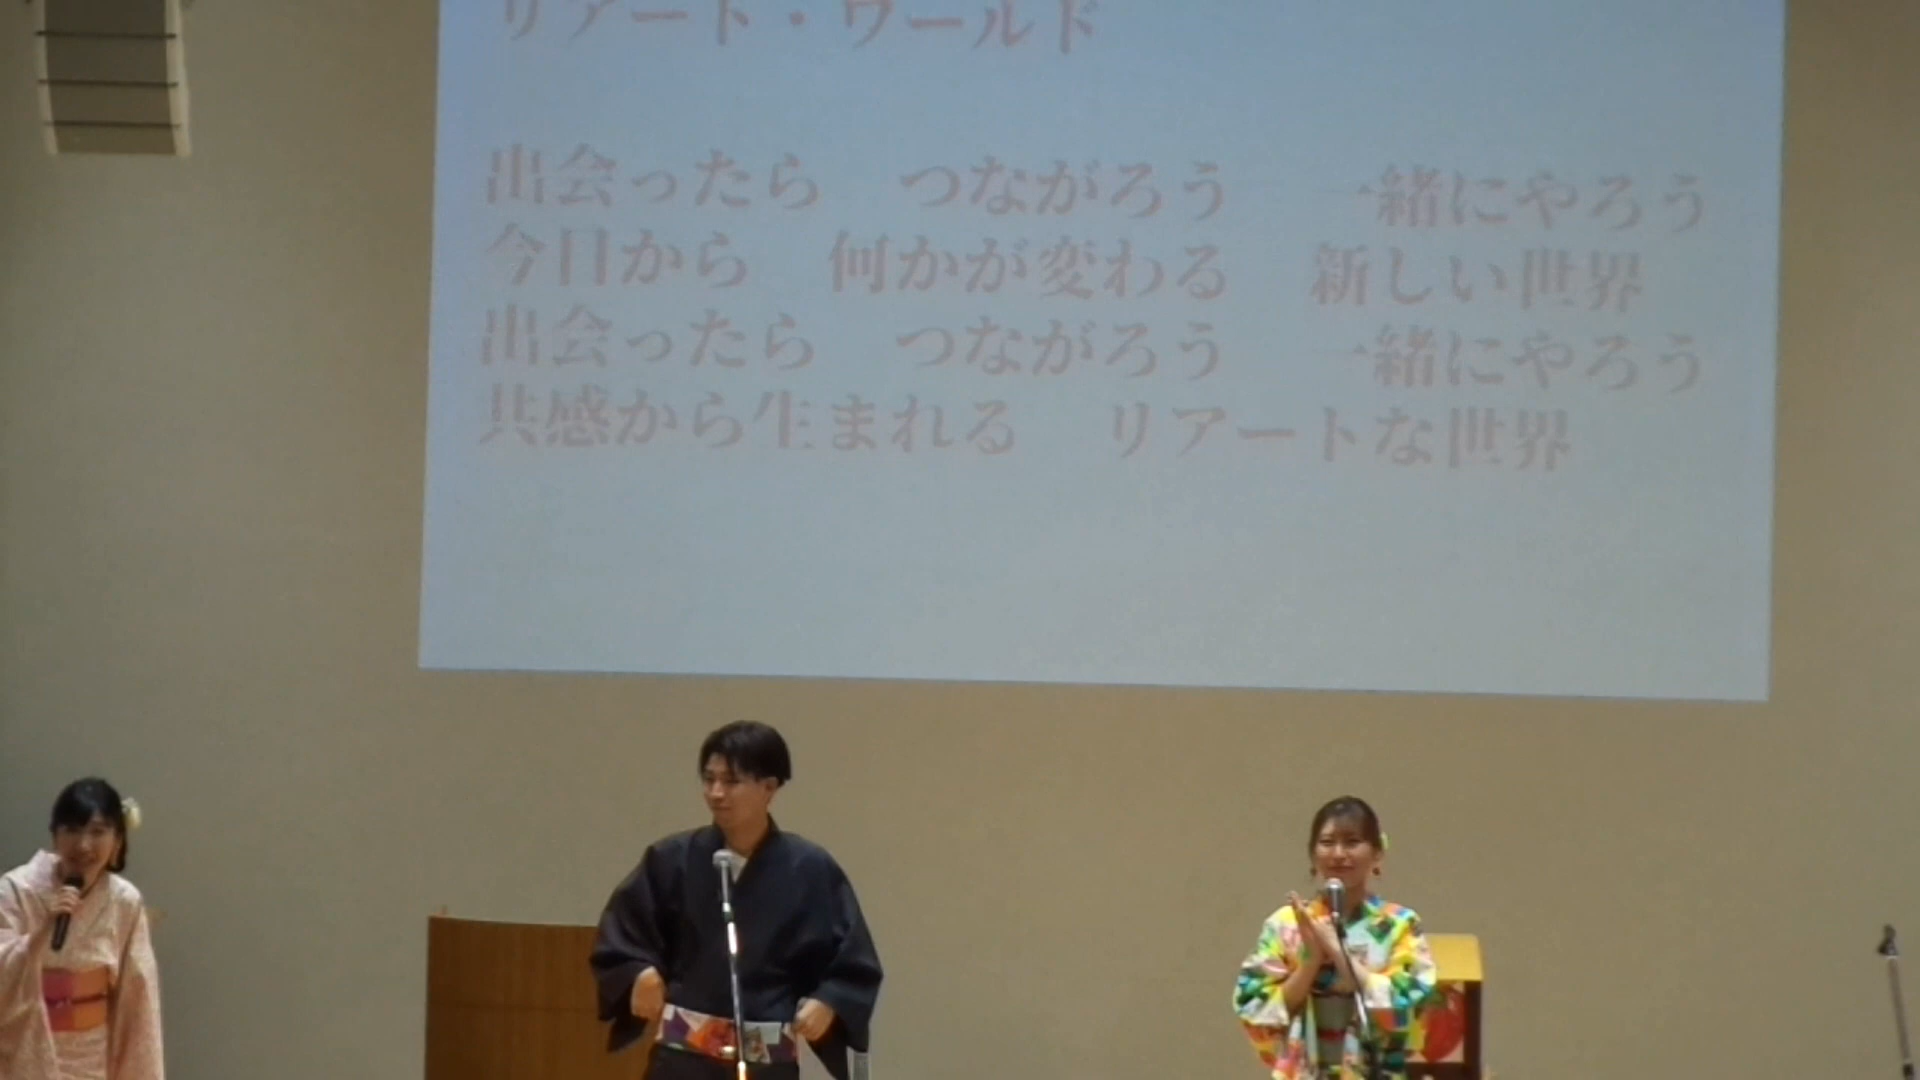 リアート・ワールド
出会ったら　つながろう　一緒にやろう
今日から　何かが変わる　新しい世界
出会ったら　つながろう　一緒にやろう
共感から生まれる　リアートな世界